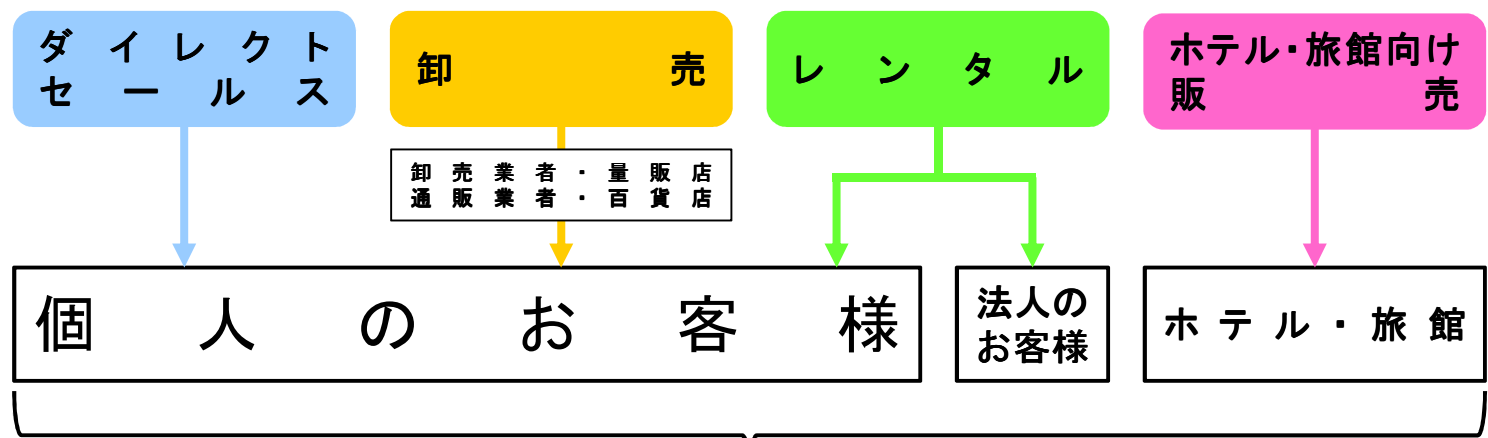 ダイレクト
セールス
卸売
レンタル
ホテル・旅館向け
販売
卸売業者・量販店
通販業者・百貨店
個人のお客様
法人の
お客様
ホテル・旅館